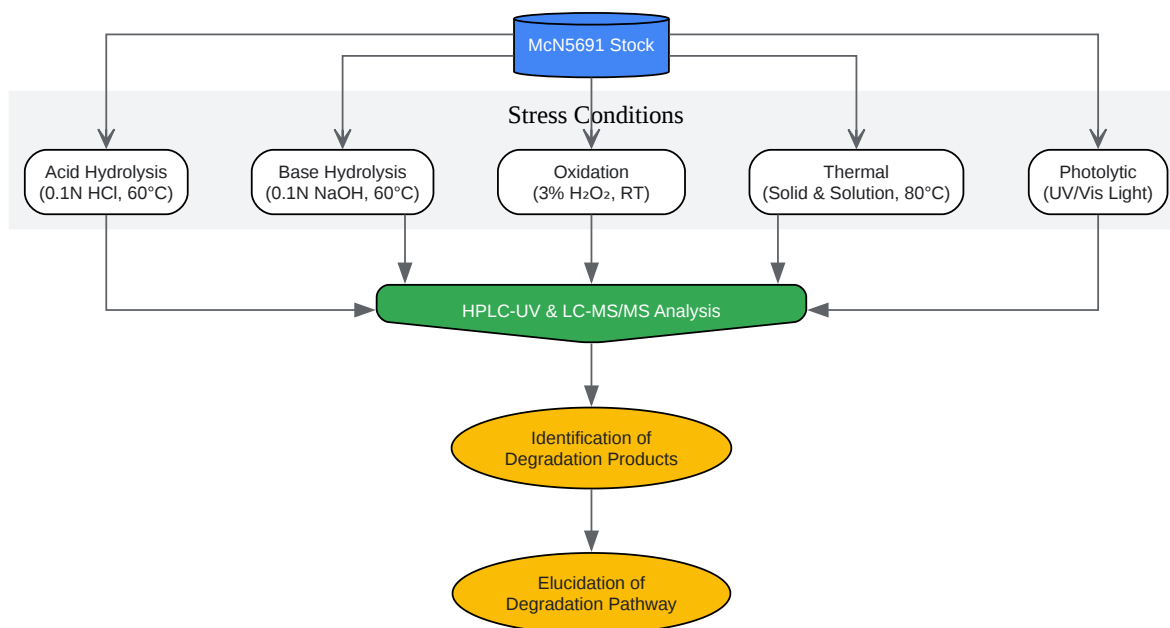 McN5691 Stock
Stress Conditions
Acid Hydrolysis
(0.1N HCl, 60°C)
Base Hydrolysis
(0.1N NaOH, 60°C)
Oxidation
(3% H₂O₂, RT)
Thermal
(Solid & Solution, 80°C)
Photolytic
(UV/Vis Light)
HPLC-UV & LC-MS/MS Analysis
Identification of
Degradation Products
Elucidation of
Degradation Pathway